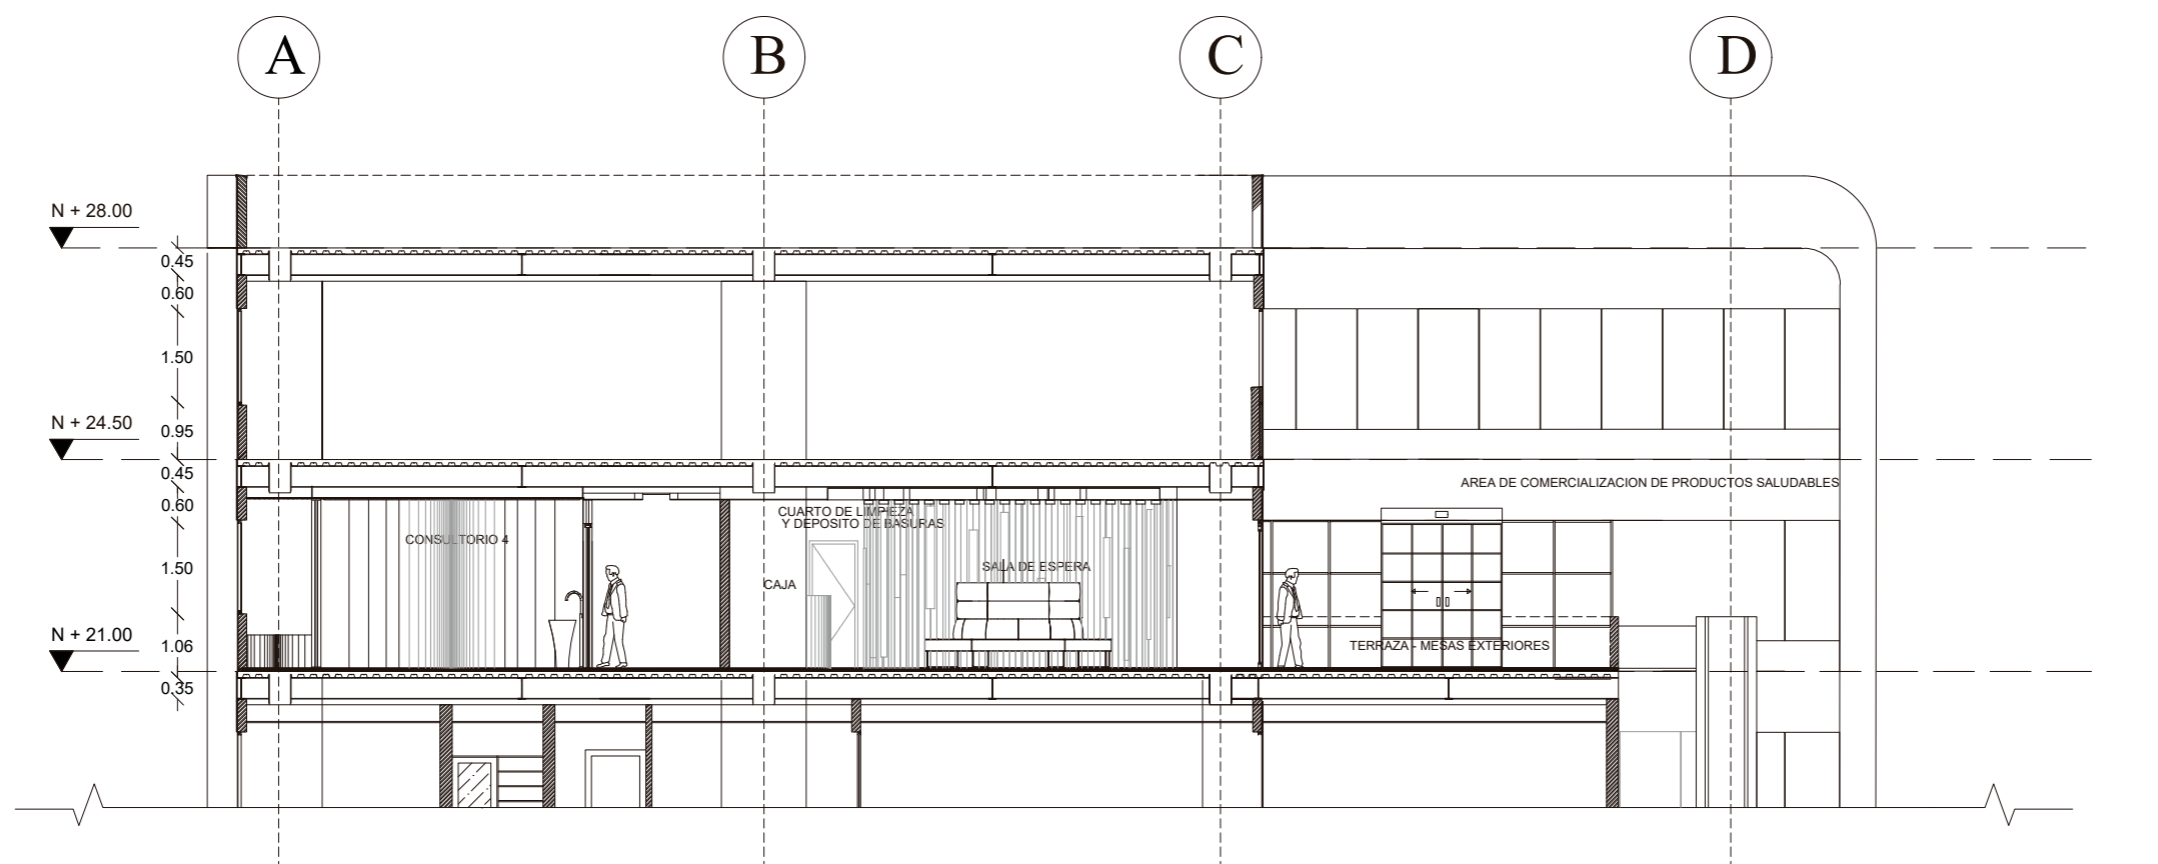 A B C D
N + 28.00
0.45
0.60
1.50
N + 24.50
0.95
0.45
AREA DE COMERCIALIZACION DE PRODUCTOS SALUDABLES
0.60
CUARTO DE LIMPIEZA
Y DEPOSITO DE BASURAS
CONSULTORIO 4
1.50
SALA DE ESPERA
CAJA
N + 21.00
1.06
TERRAZA - MESAS EXTERIORES
0.35